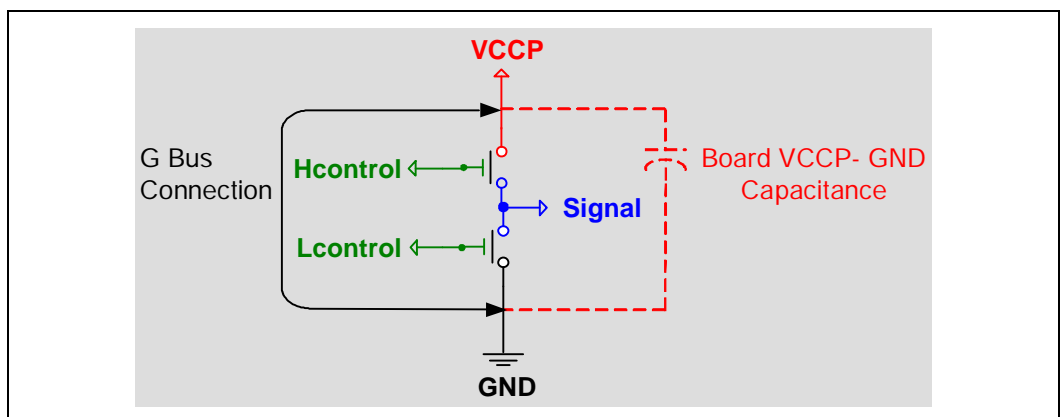 VCCP
G Bus
Connection
Hcontrol
Board VCCP- GND
Capacitance
Signal
Lcontrol
GND